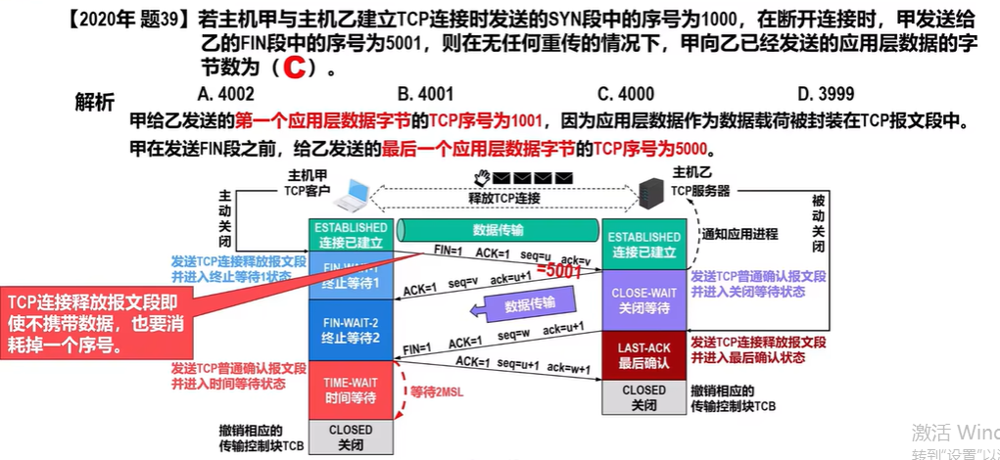 【2020年 题39】若主机甲与主机乙建立TCP连接时发送的SYN段中的序号为1000，在断开连接时，甲发送给
乙的FIN段中的序号为5001，则在无任何重传的情况下，甲向乙已经发送的应用层数据的字
节数为（C）。
A. 4002 B. 4001 C. 4000 D. 3999
解析
甲给乙发送的第一个应用层数据字节的TCP序号为1001，因为应用层数据作为数据载荷被封装在TCP报文段中。
甲在发送FIN段之前，给乙发送的最后一个应用层数据字节的TCP序号为5000。
主机甲
TCP客户
释放TCP连接
主机乙
TCP服务器
主动关闭
被动关闭
ESTABLISHED
连接已建立
数据传输
ESTABLISHED
连接已建立
通知应用进程
发送TCP连接释放报文段
并进入终止等待1状态
FIN-WAIT-1
终止等待1
FIN=1 ACK=1 seq=u ack=v
=5001
ACK=1 seq=v ack=u+1
CLOSE-WAIT
关闭等待
发送TCP普通确认报文段
并进入关闭等待状态
TCP连接释放报文段即
使不携带数据，也要消
耗掉一个序号。
数据传输
FIN-WAIT-2
终止等待2
FIN=1 ACK=1 seq=w ack=u+1
LAST-ACK
最后确认
发送TCP连接释放报文段
并进入最后确认状态
发送TCP普通确认报文段
并进入时间等待状态
ACK=1 seq=u+1 ack=w+1
TIME-WAIT
时间等待
等待2MSL
CLOSED
关闭
撤销相应的
传输控制块TCB
撤销相应的
传输控制块TCB
CLOSED
关闭
激活 Wind
转到"设置"以